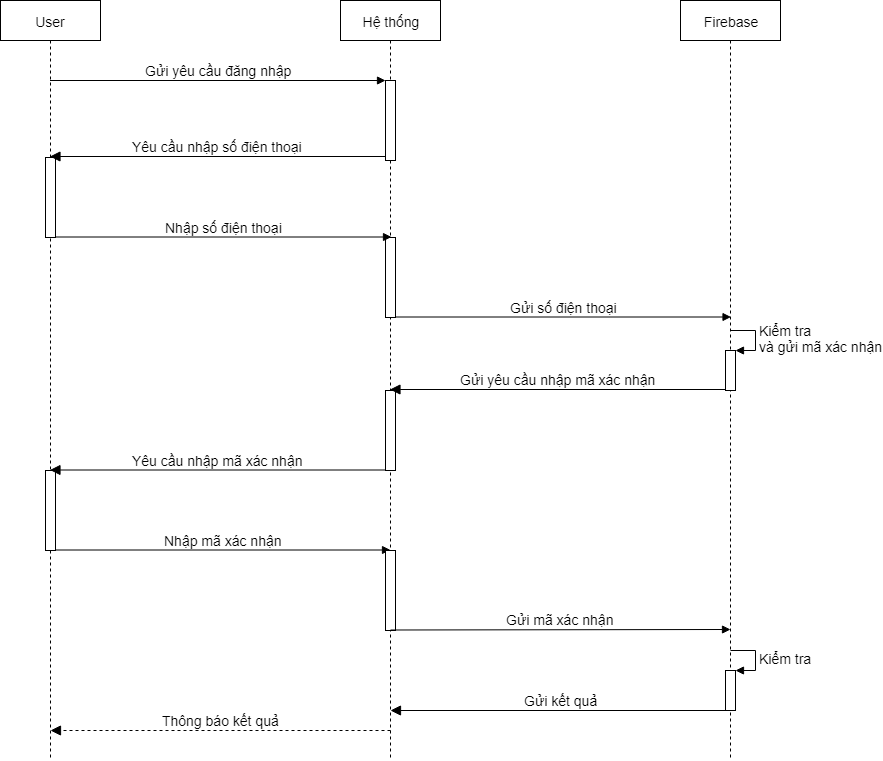 User
Hệ thống
Firebase
Gửi yêu cầu đăng nhập
Yêu cầu nhập số điện thoại
Nhập số điện thoại
Gửi số điện thoại
Kiểm tra
và gửi mã xác nhận
Gửi yêu cầu nhập mã xác nhận
Yêu cầu nhập mã xác nhận
Nhập mã xác nhận
Gửi mã xác nhận
Kiểm tra
Gửi kết quả
Thông báo kết quả